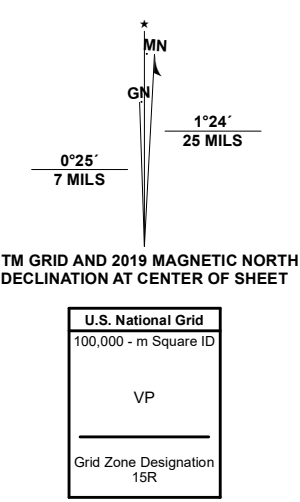 ★
MN
GN
1°24´
25 MILS
0°25´
7 MILS
TM GRID AND 2019 MAGNETIC NORTH
DECLINATION AT CENTER OF SHEET
U.S. National Grid
100,000 - m Square ID
VP
Grid Zone Designation
15R